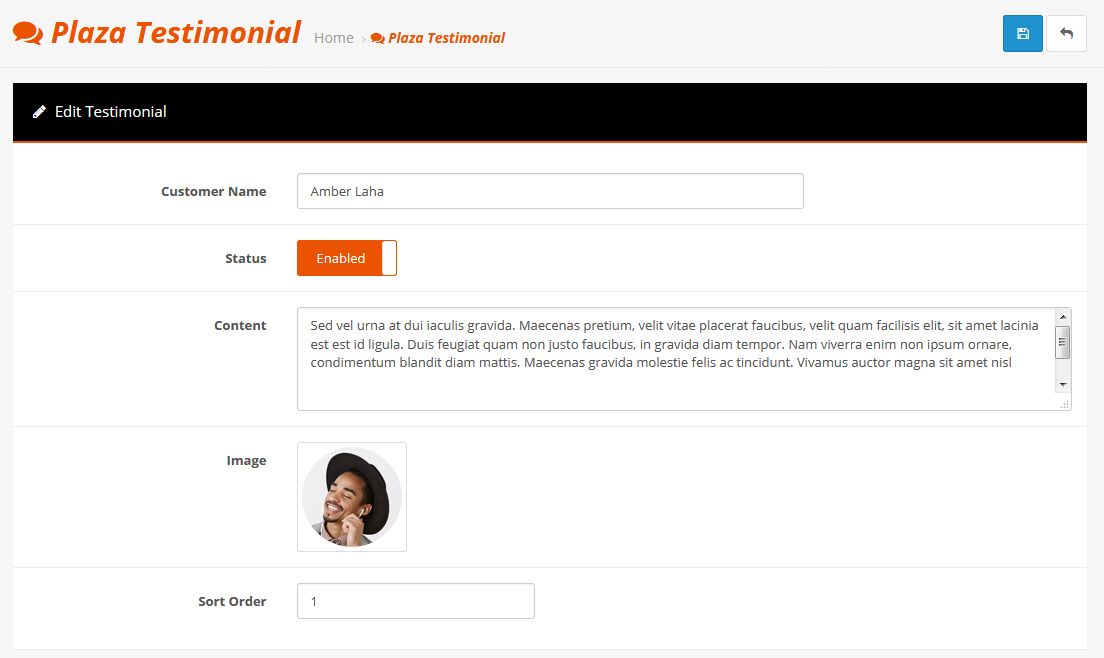 Plaza Testimonial
Home › Plaza Testimonial
Edit Testimonial
Customer Name
Amber Laha
Status
Enabled
Content
Sed vel urna at dui iaculis gravida. Maecenas pretium, velit vitae placerat faucibus, velit quam facilisis elit, sit amet lacinia
est est id ligula. Duis feugiat quam non justo faucibus, in gravida diam tempor. Nam viverra enim non ipsum ornare,
condimentum blandit diam mattis. Maecenas gravida molestie felis ac tincidunt. Vivamus auctor magna sit amet nisl
Image
Sort Order
1